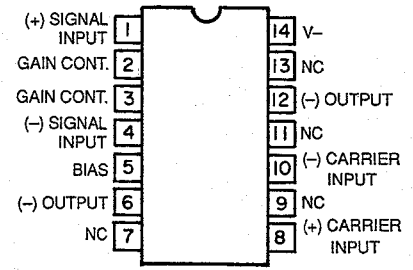 (+) SIGNAL
INPUT
1
GAIN CONT.
2
GAIN CONT.
3
(–) SIGNAL
INPUT
4
BIAS
5
(–) OUTPUT
6
NC
7
14
V–
13
NC
12
(–) OUTPUT
11
NC
10
(–) CARRIER
INPUT
9
NC
8
(+) CARRIER
INPUT